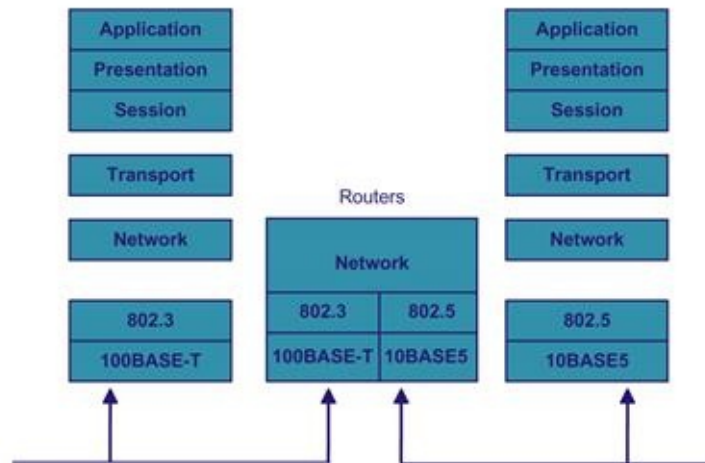 Application
Presentation
Session
Transport
Network
802.3
100BASE-T
Routers
Network
802.3 802.5
100BASE-T 10BASE5
Application
Presentation
Session
Transport
Network
802.5
10BASE5